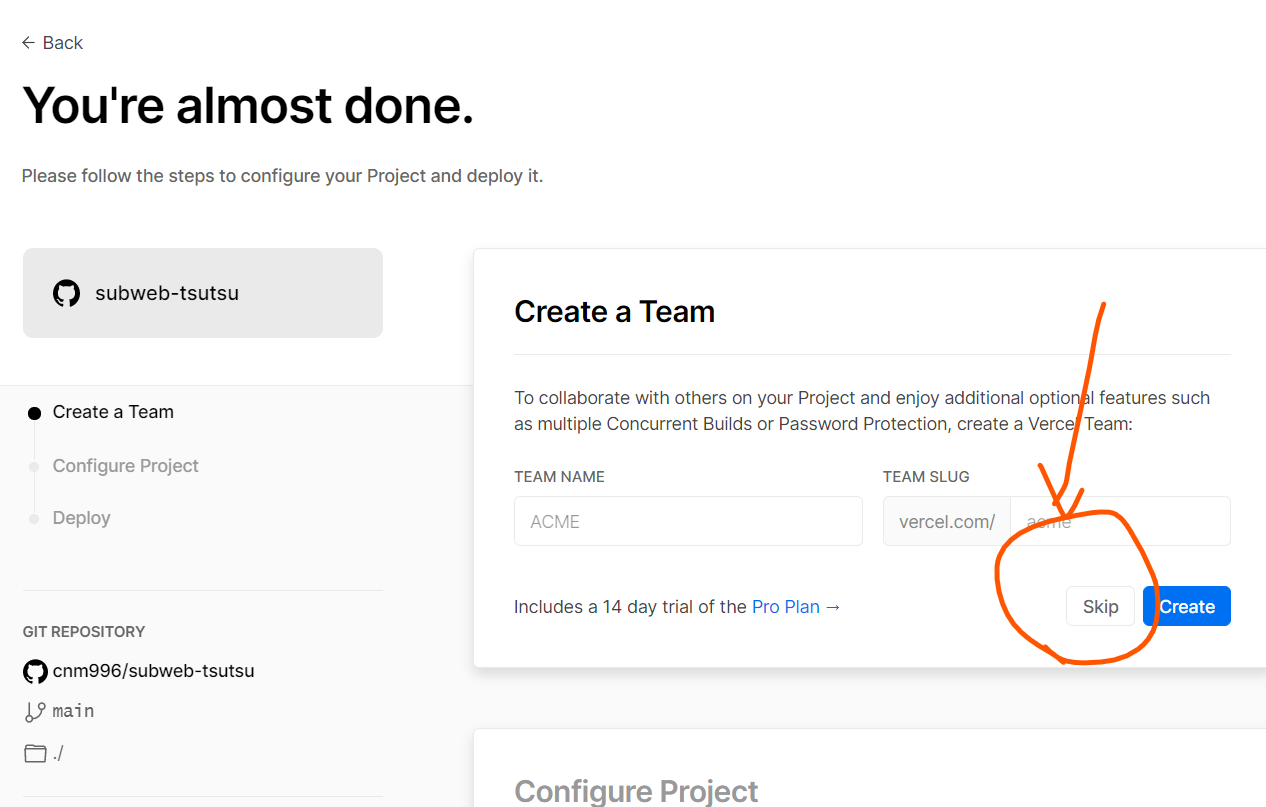 ← Back
You're almost done.
Please follow the steps to configure your Project and deploy it.
subweb-tsutsu
Create a Team
Configure Project
Deploy
GIT REPOSITORY
cnm996/subweb-tsutsu
main
./
Create a Team
To collaborate with others on your Project and enjoy additional optional features such
as multiple Concurrent Builds or Password Protection, create a Vercel Team:
TEAM NAME
ACME
TEAM SLUG
vercel.com/ acme
Includes a 14 day trial of the Pro Plan →
Skip
Create
Configure Project